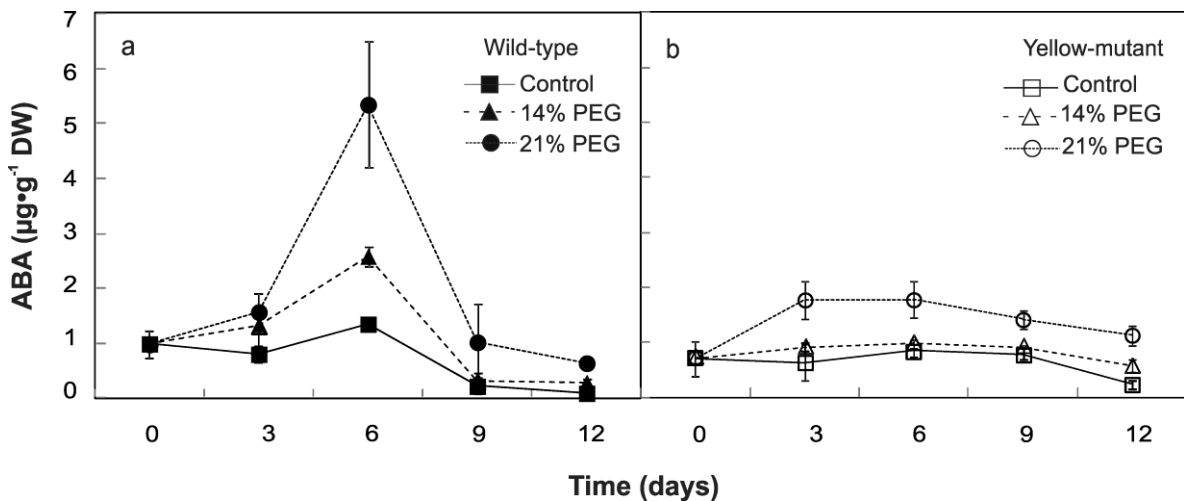 7
6
5
4
3
2
1
0
ABA (µg•g⁻¹ DW)
a
Wild-type
Control
14% PEG
21% PEG
b
Yellow-mutant
Control
14% PEG
21% PEG
0 3 6 9 12 0 3 6 9 12
Time (days)